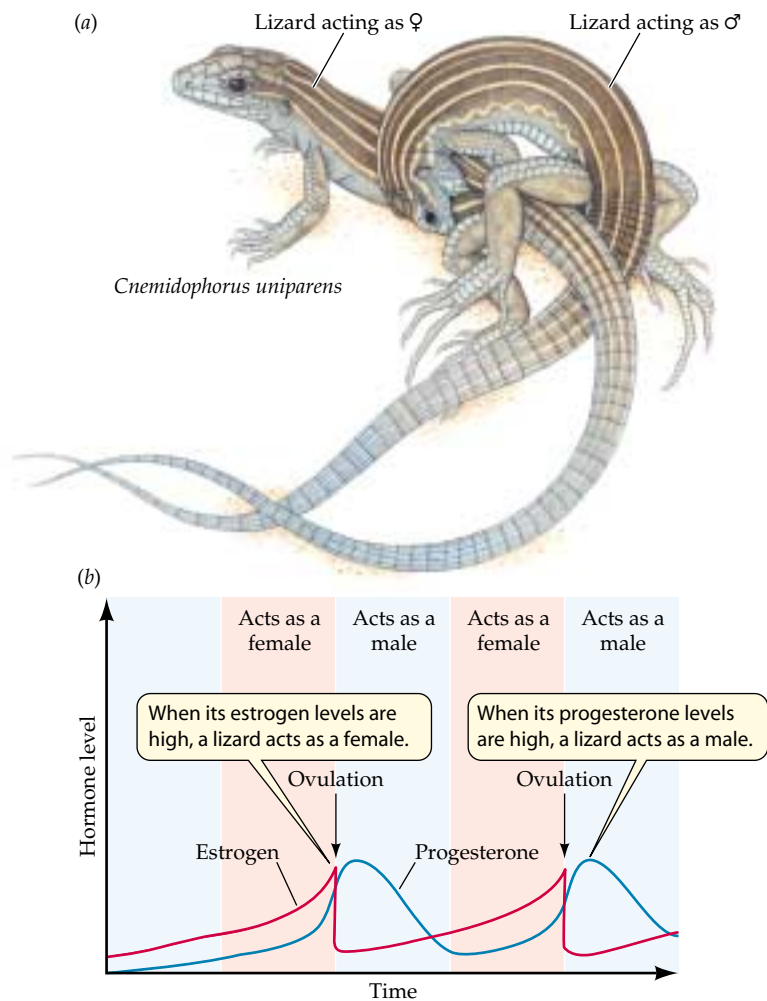 (a)
Lizard acting as ♀
Lizard acting as ♂
Cnemidophorus uniparens
(b)
Acts as a
female
Acts as a
male
Acts as a
female
Acts as a
male
When its estrogen levels are
high, a lizard acts as a female.
When its progesterone levels
are high, a lizard acts as a male.
Ovulation
Ovulation
Estrogen
Progesterone
Hormone level
Time